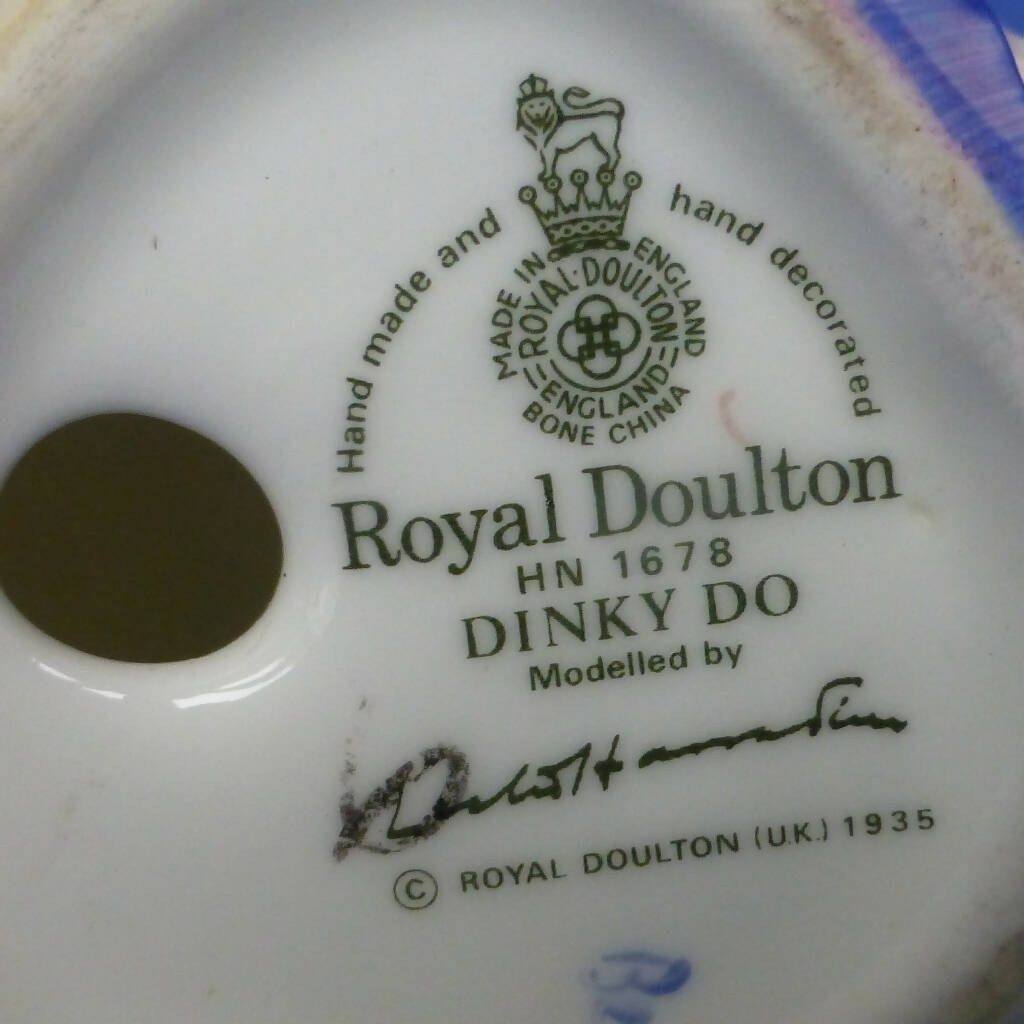 Hand made and hand decorated
MADE IN ENGLAND
ROYAL·DOULTON
ENGLAND
BONE CHINA
Royal Doulton
HN 1678
DINKY DO
Modelled by
© ROYAL DOULTON (U.K.) 1935